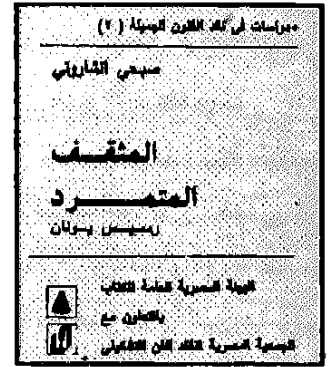 دراسات في نقد الفنون الجميلة ( ٢ )
صبحي الشاروني
المثقف
المتمرد
رمسيس يونان
الهيئة المصرية العامة للكتاب
بالتعاون مع
الجمعية المصرية لنقاد الفن التشكيلي